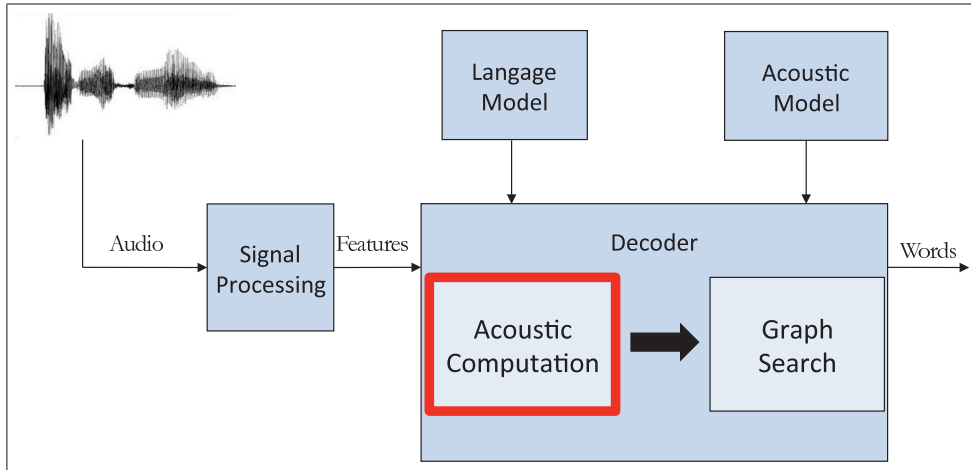 Langage
Model
Acoustic
Model
Audio
Signal
Processing
Features
Decoder
Words
Acoustic
Computation
Graph
Search